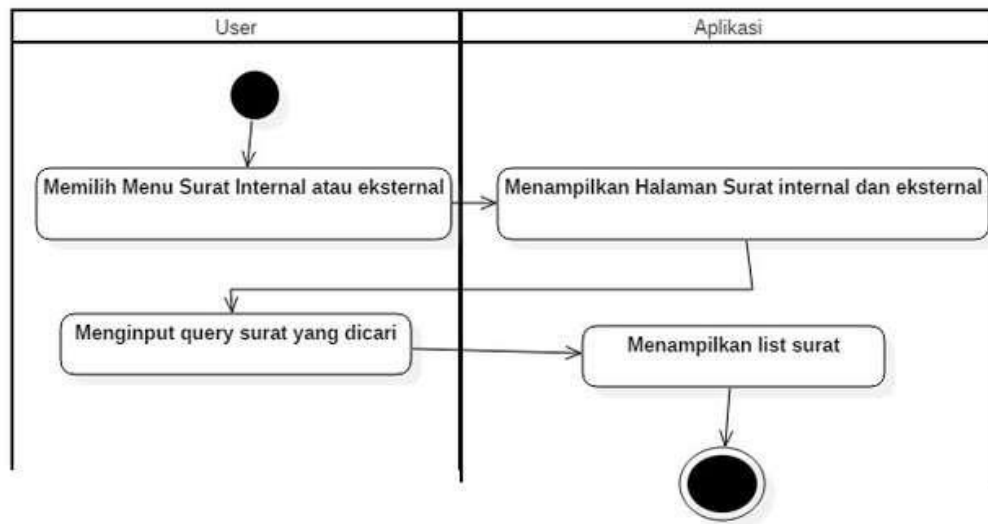 User
Aplikasi
Memilih Menu Surat Internal atau eksternal
Menampilkan Halaman Surat internal dan eksternal
Menginput query surat yang dicari
Menampilkan list surat